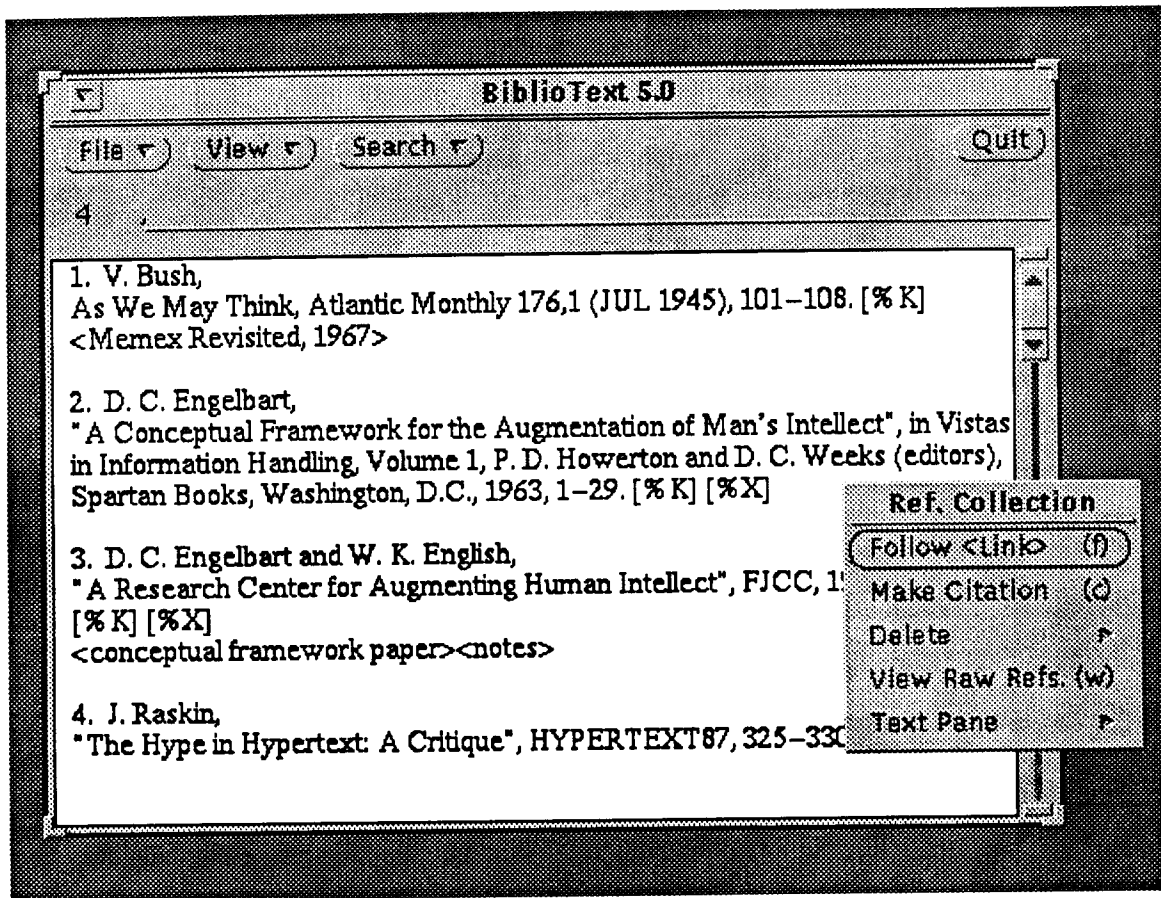 BiblioText 5.0
File View Search Quit
4
1. V. Bush,
As We May Think, Atlantic Monthly 176,1 (JUL 1945), 101–108. [% K]
<Memex Revisited, 1967>
2. D. C. Engelbart,
"A Conceptual Framework for the Augmentation of Man's Intellect", in Vistas
in Information Handling, Volume 1, P. D. Howerton and D. C. Weeks (editors),
Spartan Books, Washington, D.C., 1963, 1–29. [% K] [%X]
3. D. C. Engelbart and W. K. English,
"A Research Center for Augmenting Human Intellect", FJCC,
[% K] [%X]
<conceptual framework paper><notes>
4. J. Raskin,
"The Hype in Hypertext: A Critique", HYPERTEXT87, 325–330
Ref. Collection
Follow <Link> (f)
Make Citation (c)
Delete
View Raw Refs. (w)
Text Pane